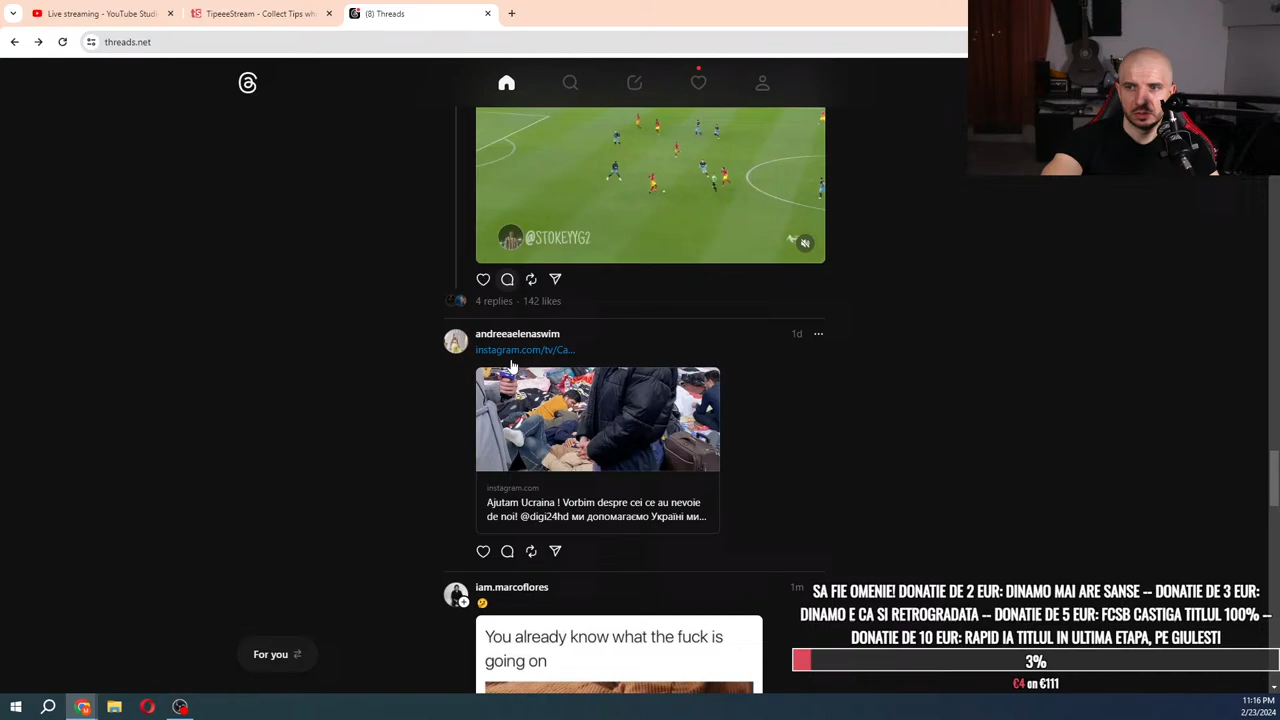 Live streaming - YouTube Studi
TipeeeStream - Collect Tips wh
(8) Threads
threads.net
@STOKEYYG2
4 replies · 142 likes
andreeaelenaswim
1d
instagram.com/tv/Ca...
instagram.com
Ajutam Ucraina ! Vorbim despre cei ce au nevoie
de noi! @digi24hd ми допомагаємо Україні ми...
iam.marcoflores
1m
You already know what the fuck is
going on
For you
SA FIE OMENIE! DONATIE DE 2 EUR: DINAMO MAI ARE SANSE -- DONATIE DE 3 EUR:
DINAMO E CA SI RETROGRADATA -- DONATIE DE 5 EUR: FCSB CASTIGA TITLUL 100% --
DONATIE DE 10 EUR: RAPID IA TITLUL IN ULTIMA ETAPA, PE GIULESTI
3%
€4 on €111
11:16 PM
2/23/2024